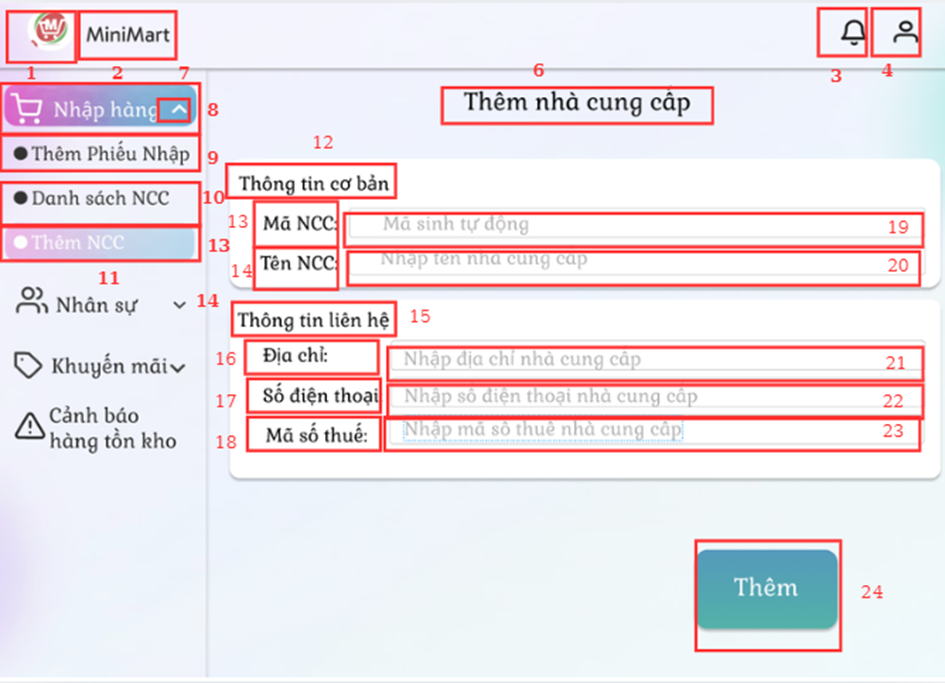 MiniMart
1 2 7 6 3 4
Nhập hàng 8
Thêm nhà cung cấp
Thêm Phiếu Nhập 9
Danh sách NCC 10
Thêm NCC 13
11
Nhân sự 14
Khuyến mãi
Cảnh báo
hàng tồn kho
12
Thông tin cơ bản
13 Mã NCC: Mã sinh tự động 19
14 Tên NCC: Nhập tên nhà cung cấp 20
Thông tin liên hệ 15
16 Địa chỉ: Nhập địa chỉ nhà cung cấp 21
17 Số điện thoại Nhập số điện thoại nhà cung cấp 22
18 Mã số thuế: Nhập mã số thuế nhà cung cấp 23
Thêm 24